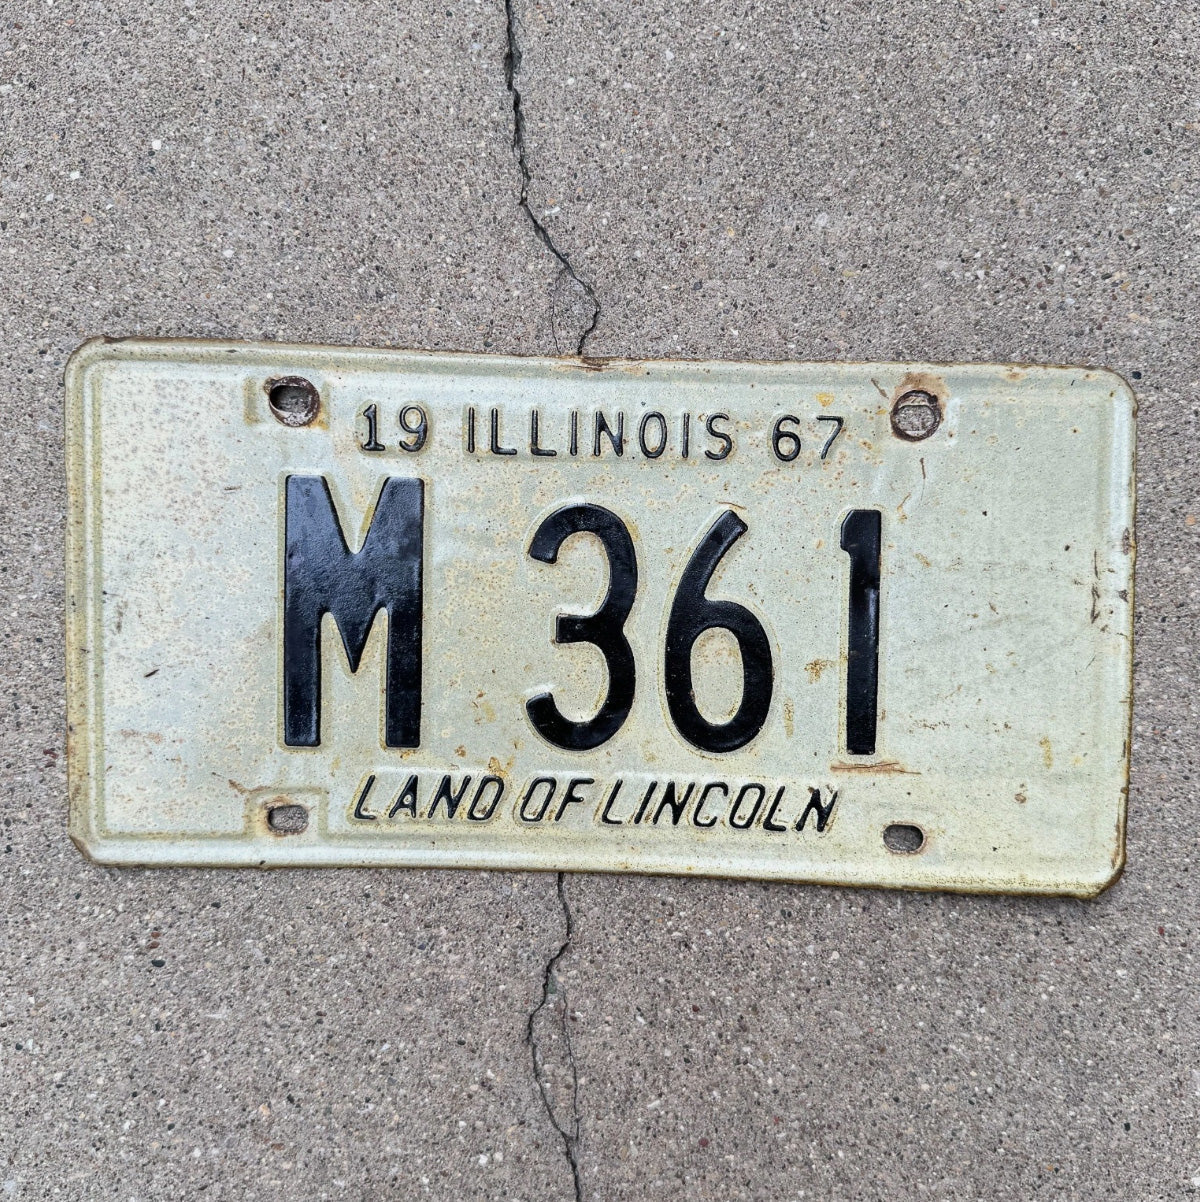 19 ILLINOIS 67
M 361
LAND OF LINCOLN